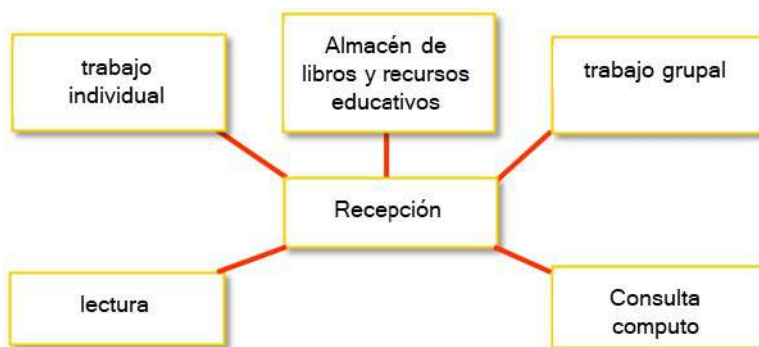 trabajo
individual
Almacén de
libros y recursos
educativos
trabajo grupal
Recepción
lectura
Consulta
computo